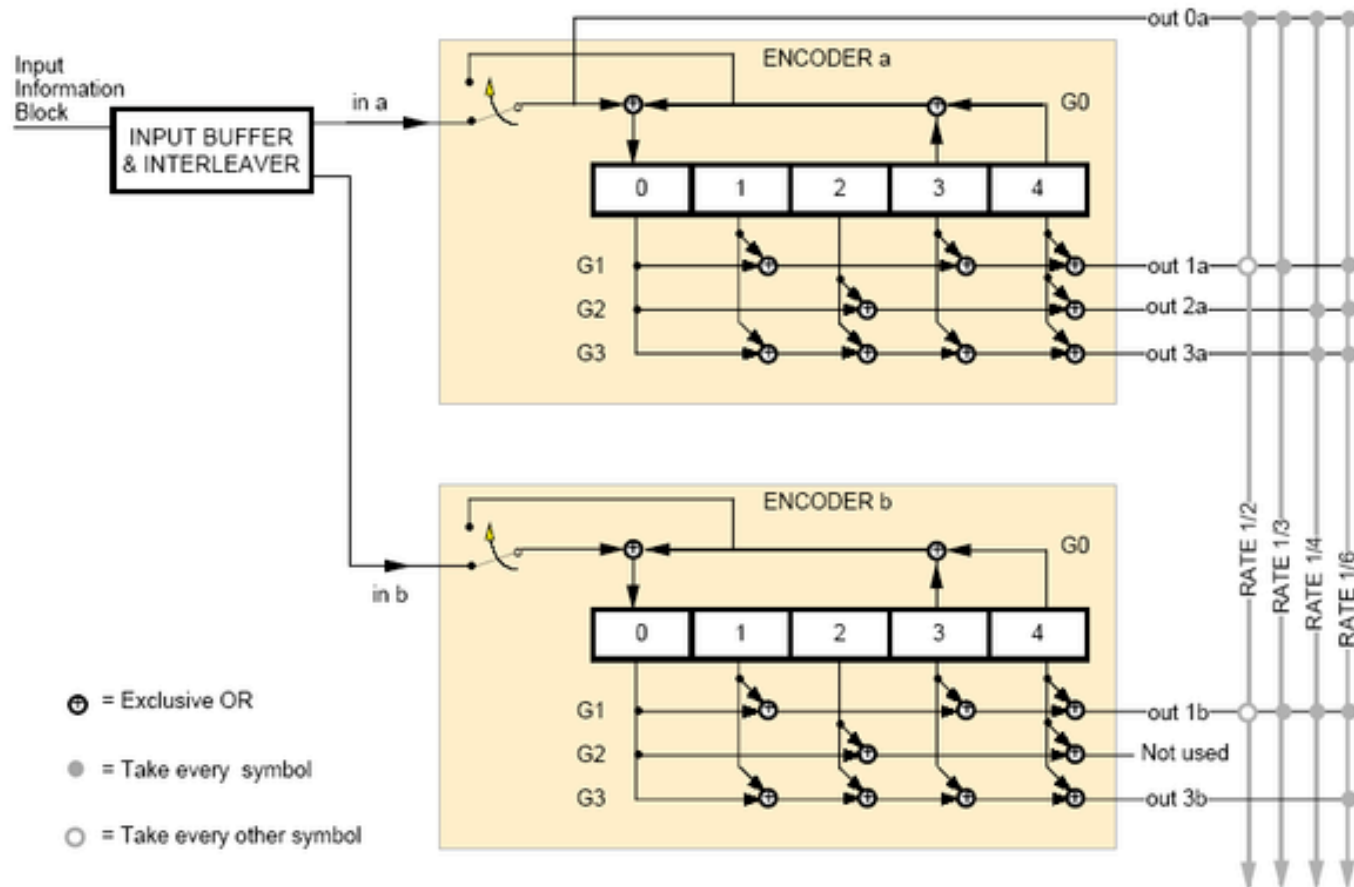 out 0a
ENCODER a
Input
Information
Block
in a
G0
INPUT BUFFER
& INTERLEAVER
0 1 2 3 4
G1
out 1a
G2
out 2a
G3
out 3a
ENCODER b
RATE 1/2
RATE 1/3
RATE 1/4
RATE 1/6
G0
in b
0 1 2 3 4
= Exclusive OR
G1
out 1b
G2
Not used
= Take every symbol
G3
out 3b
= Take every other symbol